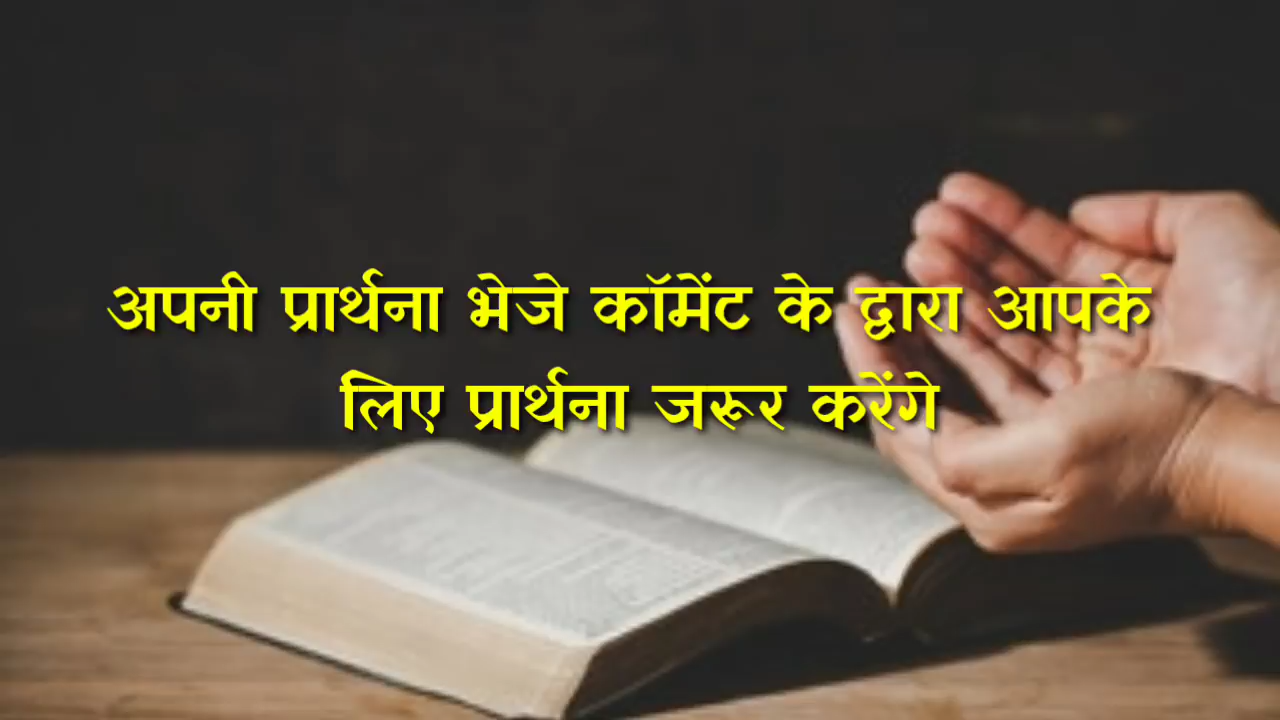 अपनी प्रार्थना भेजे कॉमेंट के द्वारा आपके
लिए प्रार्थना जरूर करेंगे